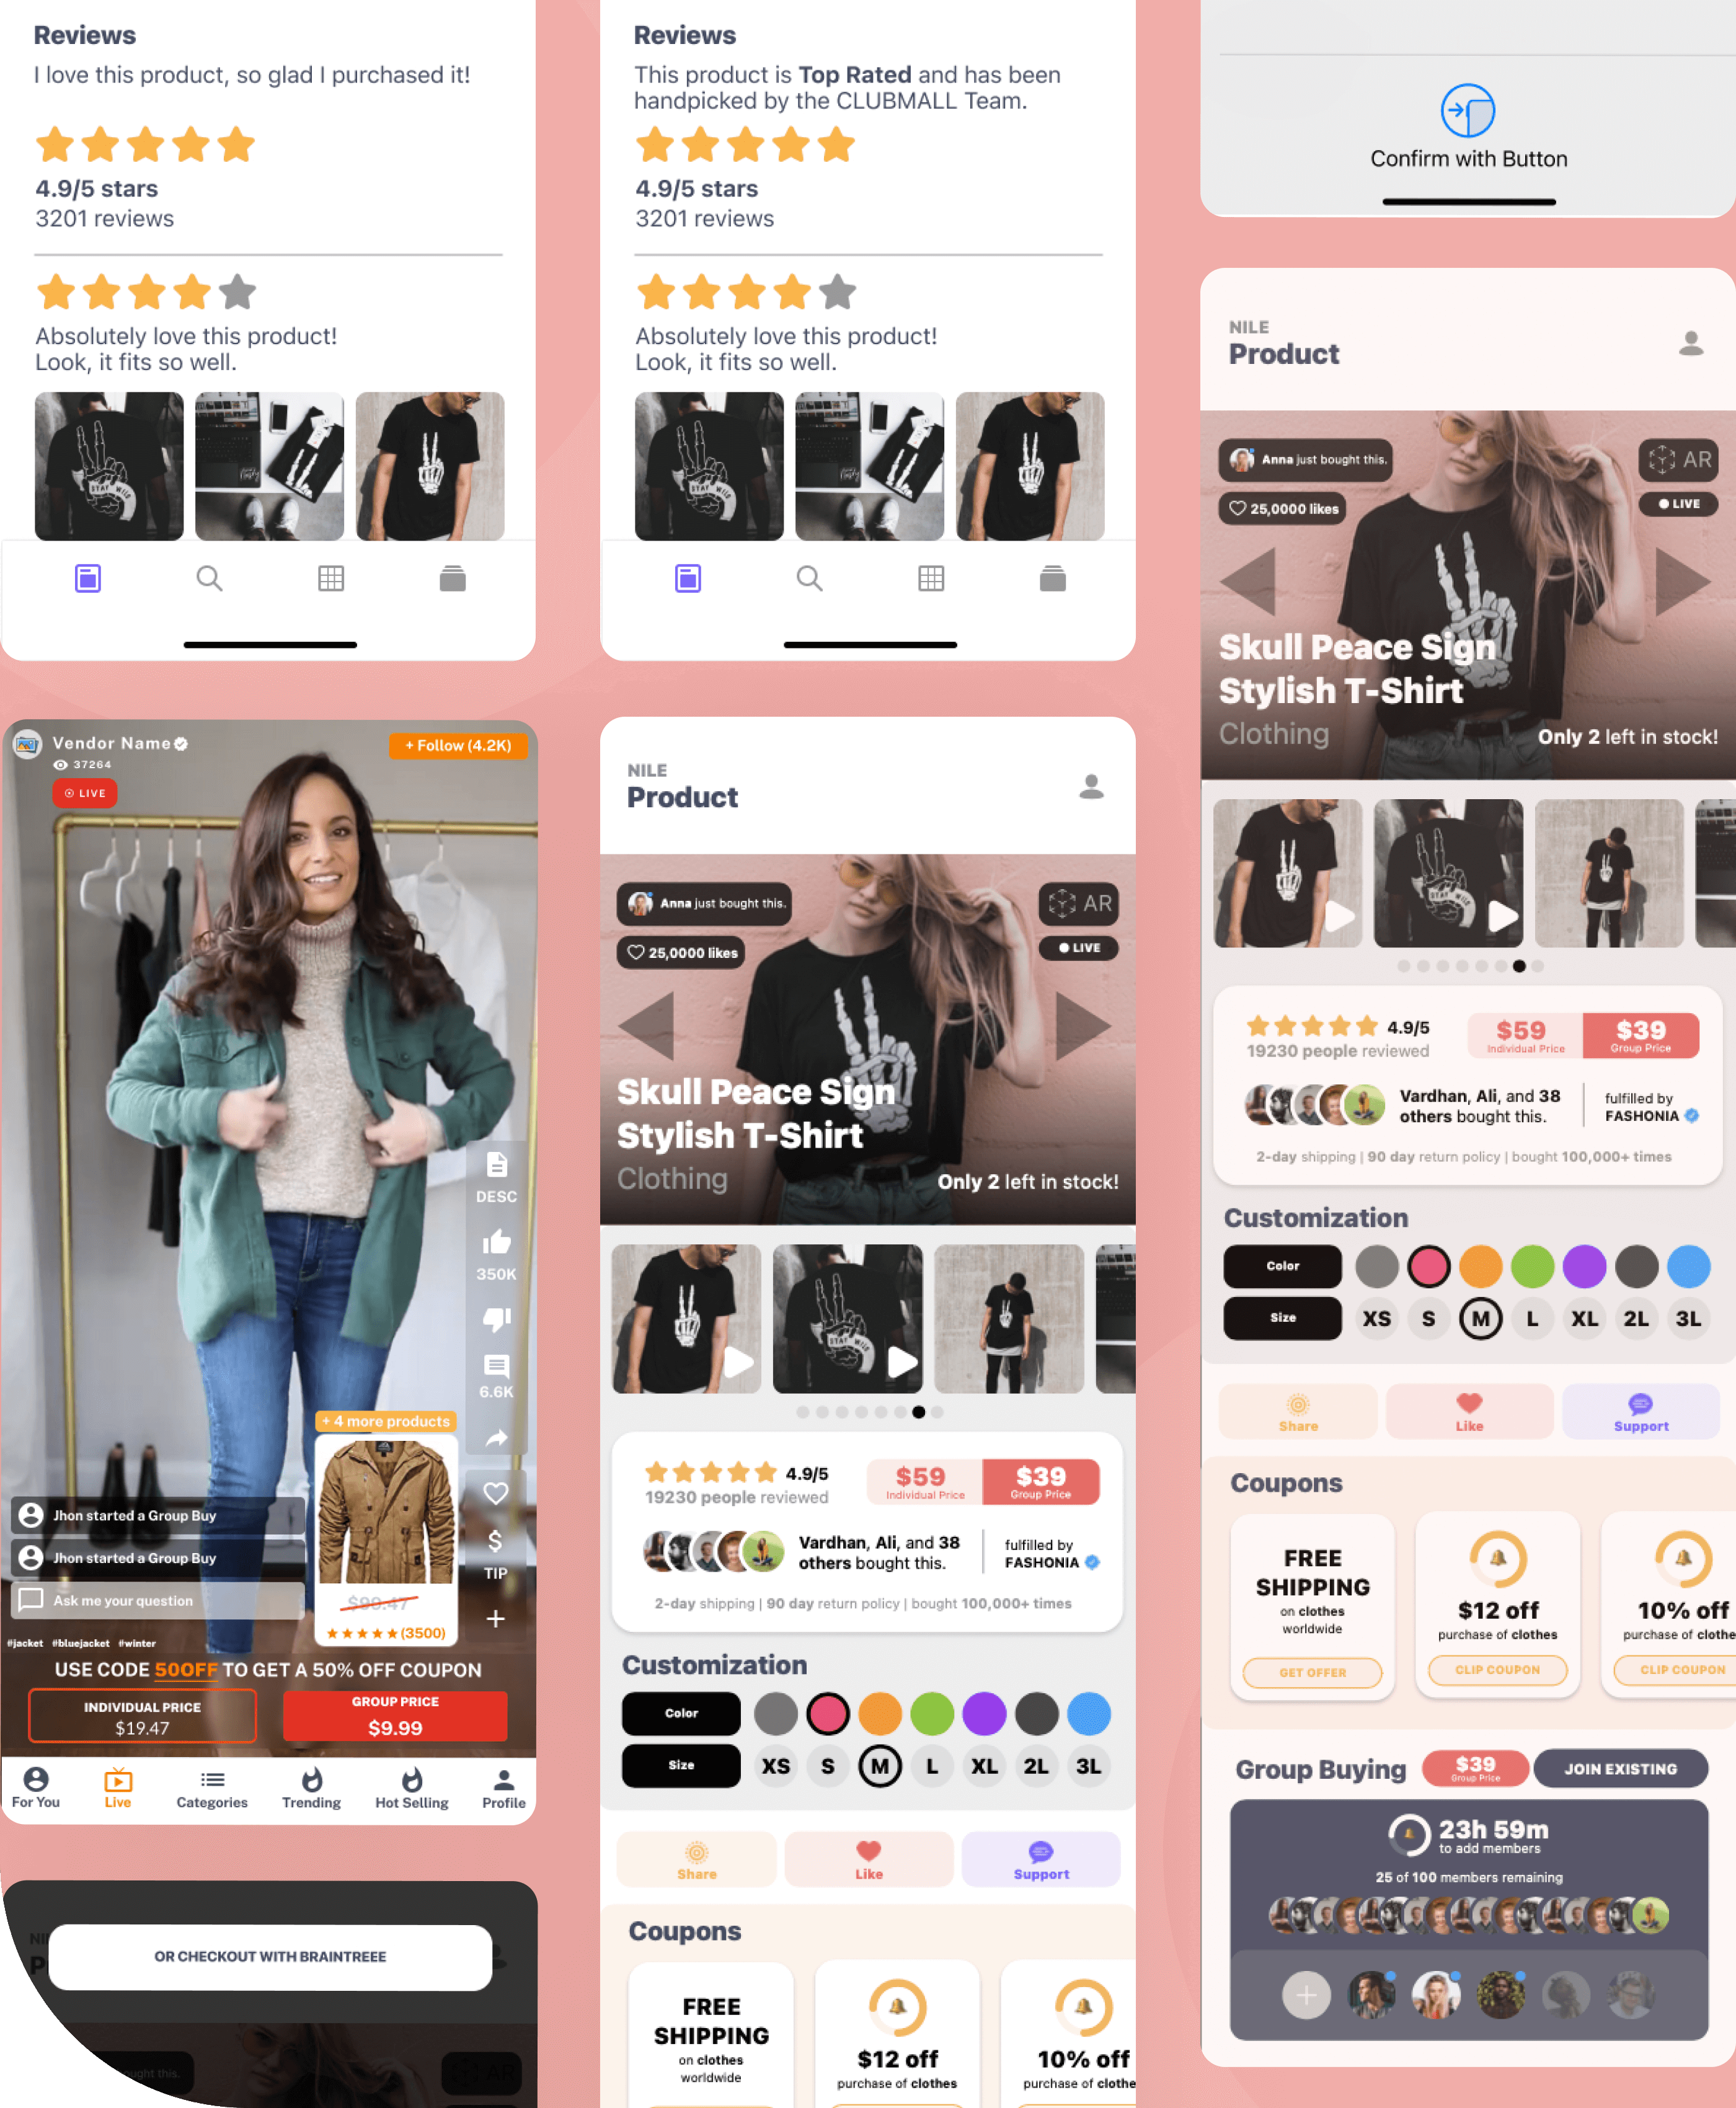 Reviews
I love this product, so glad I purchased it!
4.9/5 stars
3201 reviews
Absolutely love this product!
Look, it fits so well.
STAY WILD
Vendor Name
+ Follow (4.2K)
37264
LIVE
DESC
350K
6.6K
+ 4 more products
Jhon started a Group Buy
Jhon started a Group Buy
TIP
Ask me your question
$99.47
(3500)
#jacket #bluejacket #winter
USE CODE 50OFF TO GET A 50% OFF COUPON
INDIVIDUAL PRICE
$19.47
GROUP PRICE
$9.99
For You
Live
Categories
Trending
Hot Selling
Profile
OR CHECKOUT WITH BRAINTREEE
ought this.
AR
Reviews
This product is Top Rated and has been
handpicked by the CLUBMALL Team.
4.9/5 stars
3201 reviews
Absolutely love this product!
Look, it fits so well.
STAY WILD
NILE
Product
Anna just bought this.
AR
25,0000 likes
LIVE
Skull Peace Sign
Stylish T-Shirt
Clothing
Only 2 left in stock!
STAY WILD
4.9/5
19230 people reviewed
$59
Individual Price
$39
Group Price
Vardhan, Ali, and 38
others bought this.
fulfilled by
FASHONIA
2-day shipping | 90 day return policy | bought 100,000+ times
Customization
Color
Size
XS S M L XL 2L 3L
Share
Like
Support
Coupons
FREE
SHIPPING
on clothes
worldwide
$12 off
purchase of clothes
10% off
purchase of clothe
Confirm with Button
NILE
Product
Anna just bought this.
AR
25,0000 likes
LIVE
Skull Peace Sign
Stylish T-Shirt
Clothing
Only 2 left in stock!
STAY WILD
4.9/5
19230 people reviewed
$59
Individual Price
$39
Group Price
Vardhan, Ali, and 38
others bought this.
fulfilled by
FASHONIA
2-day shipping | 90 day return policy | bought 100,000+ times
Customization
Color
Size
XS S M L XL 2L 3L
Share
Like
Support
Coupons
FREE
SHIPPING
on clothes
worldwide
GET OFFER
$12 off
purchase of clothes
CLIP COUPON
10% off
purchase of clothe
CLIP COUPON
Group Buying
$39
Group Price
JOIN EXISTING
23h 59m
to add members
25 of 100 members remaining